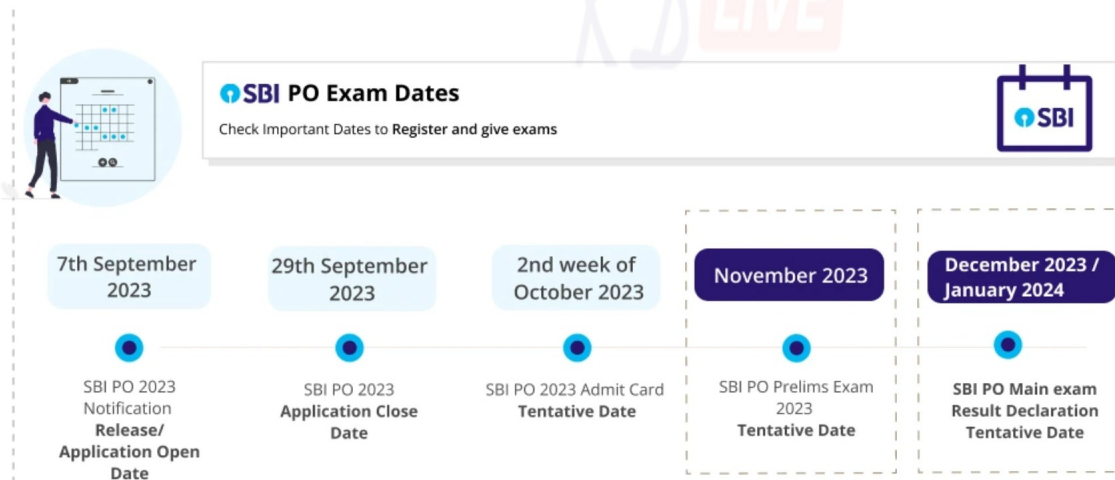 LIVE
SBI PO Exam Dates
Check Important Dates to Register and give exams
SBI
7th September
2023
29th September
2023
2nd week of
October 2023
November 2023
December 2023 /
January 2024
SBI PO 2023
Notification
Release/
Application Open
Date
SBI PO 2023
Application Close
Date
SBI PO 2023 Admit Card
Tentative Date
SBI PO Prelims Exam
2023
Tentative Date
SBI PO Main exam
Result Declaration
Tentative Date